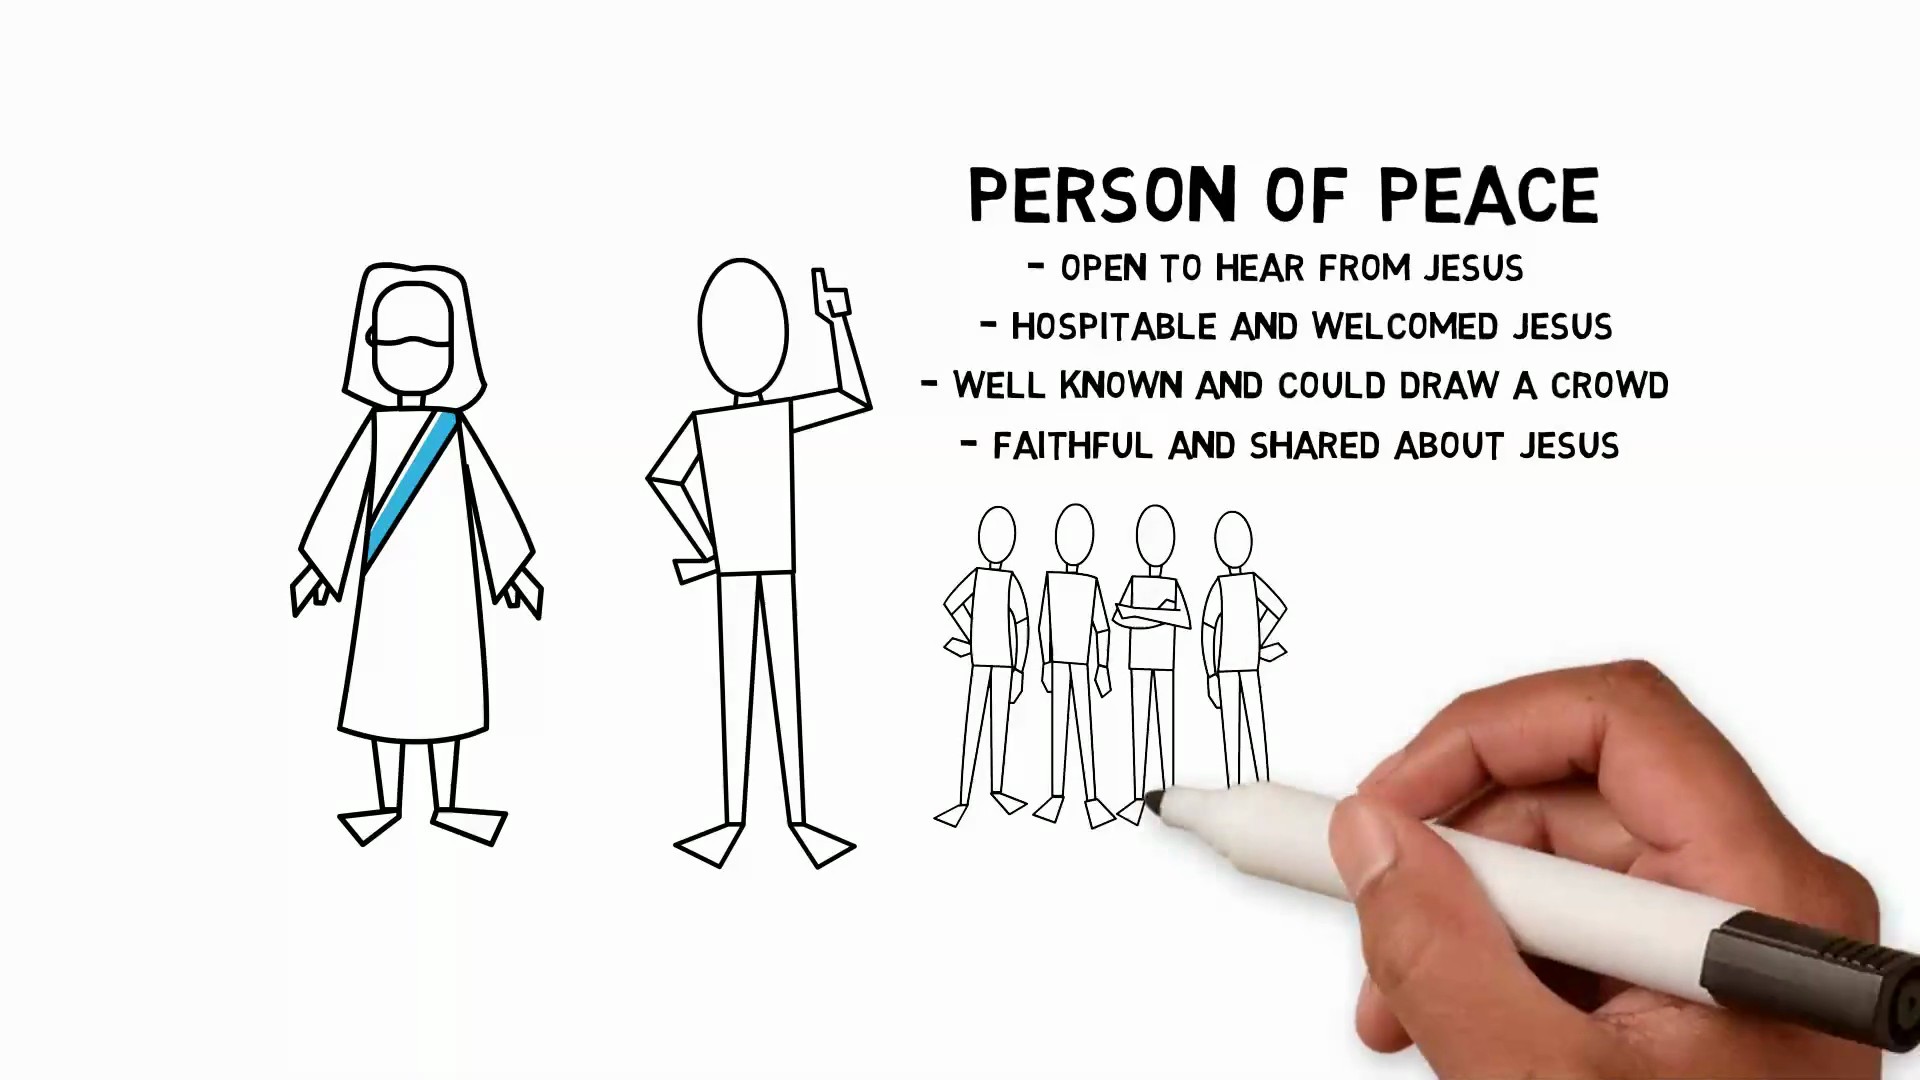 PERSON OF PEACE
- OPEN TO HEAR FROM JESUS
- HOSPITABLE AND WELCOMED JESUS
- WELL KNOWN AND COULD DRAW A CROWD
- FAITHFUL AND SHARED ABOUT JESUS